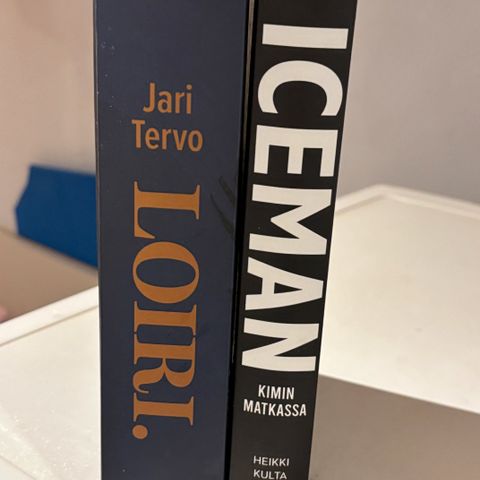 Jari
Tervo
LOIRI.
ICEMAN
KIMIN
MATKASSA
HEIKKI
KULTA